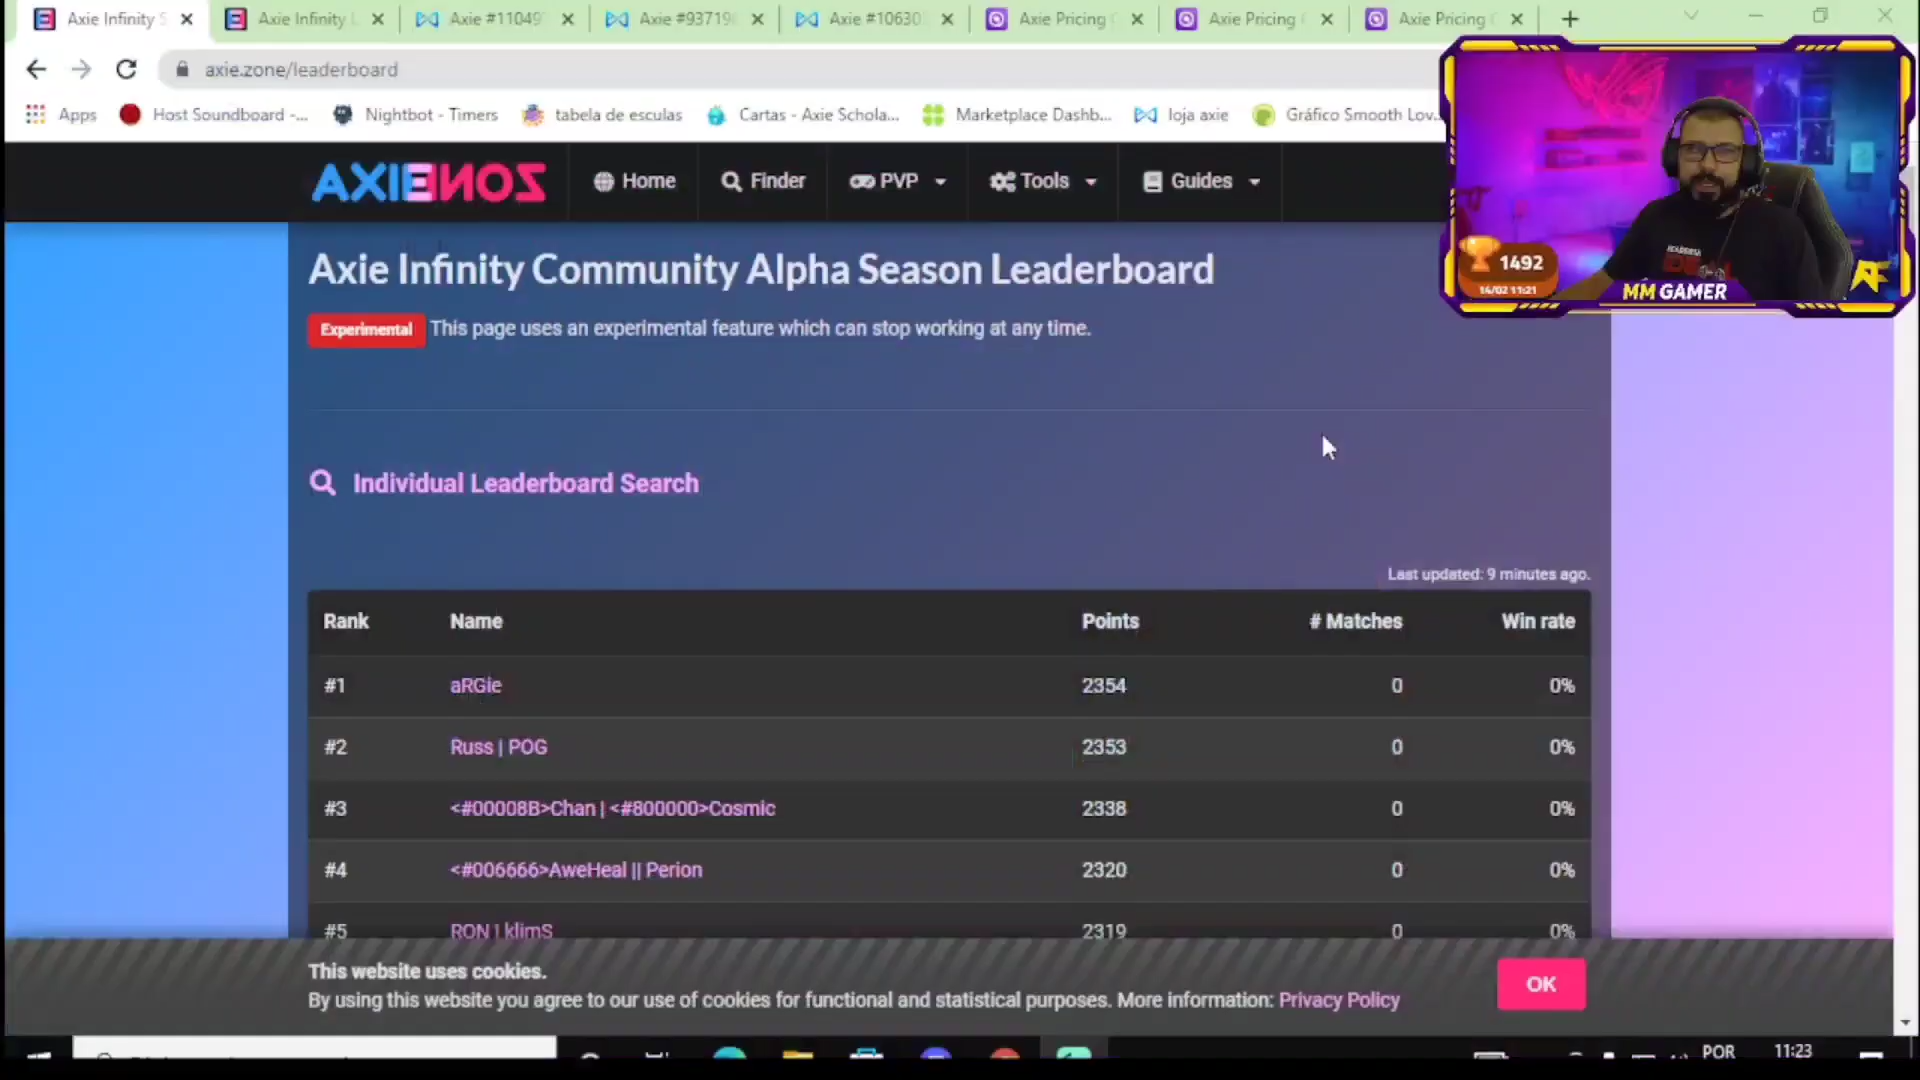 Axie Infinity S
Axie Infinity L
Axie #11049
Axie #93719
Axie #10630
Axie Pricing
Axie Pricing
Axie Pricing
axie.zone/leaderboard
Apps
Host Soundboard -...
Nightbot - Timers
tabela de esculas
Cartas - Axie Schola...
Marketplace Dashb...
loja axie
Gráfico Smooth Lov...
AXIEZONE
Home
Finder
PVP
Tools
Guides
1492
14/02 11:21
MM GAMER
Axie Infinity Community Alpha Season Leaderboard
Experimental This page uses an experimental feature which can stop working at any time.
Individual Leaderboard Search
Last updated: 9 minutes ago.
Rank Name Points # Matches Win rate
#1 aRGie 2354 0 0%
#2 Russ | POG 2353 0 0%
#3 <#00008B>Chan | <#800000>Cosmic 2338 0 0%
#4 <#006666>AweHeal || Perion 2320 0 0%
#5 RON | klimS 2319 0 0%
This website uses cookies.
By using this website you agree to our use of cookies for functional and statistical purposes. More information: Privacy Policy
OK
POR
11:23